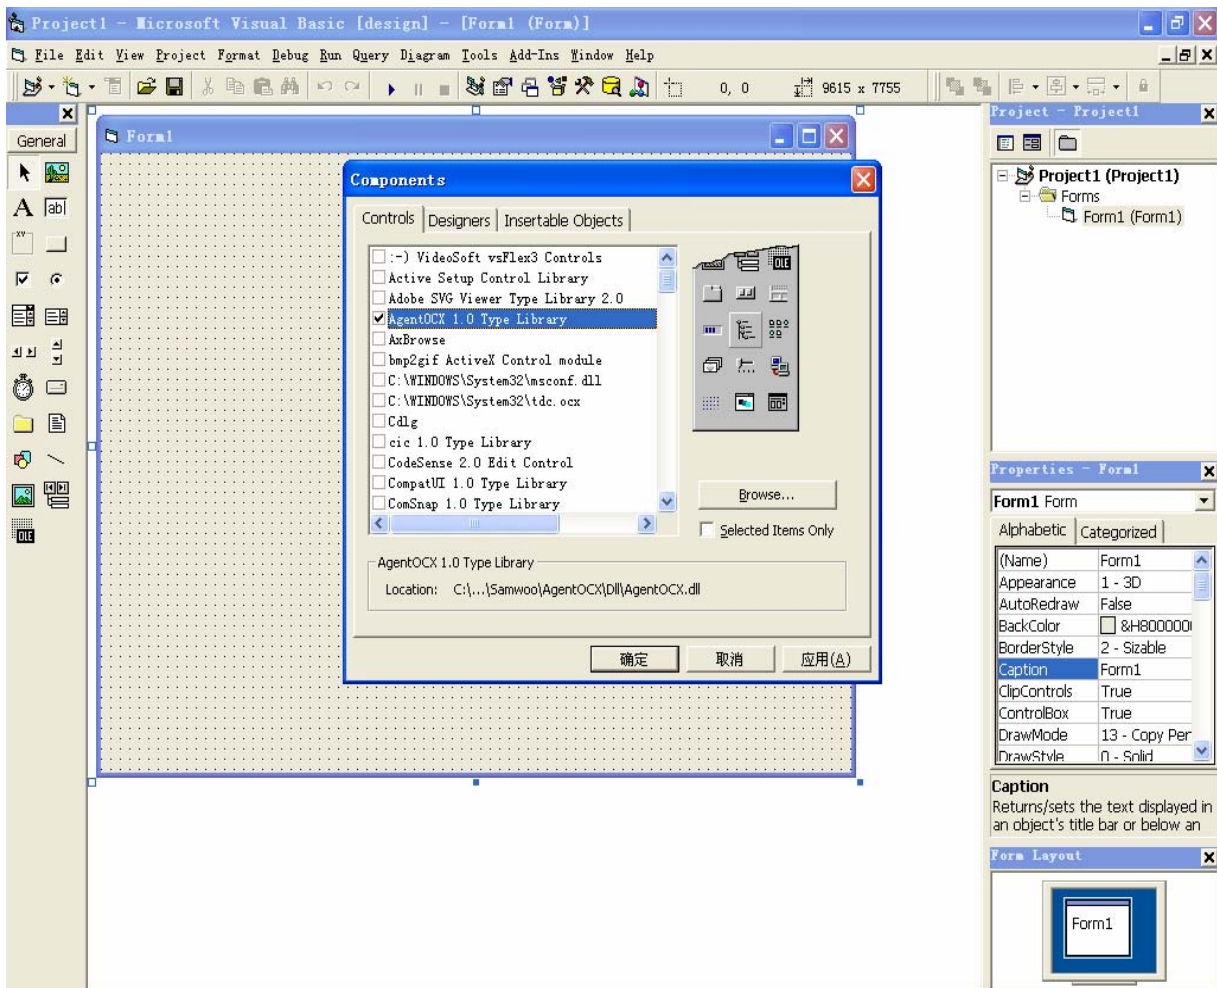 Project1 - Microsoft Visual Basic [design] - [Form1 (Form)]
File Edit View Project Format Debug Run Query Diagram Tools Add-Ins Window Help
0, 0 9615 x 7755
General
A ab
xy
OLE
Form1
Components
Controls Designers Insertable Objects
:-) VideoSoft vsFlex3 Controls
Active Setup Control Library
Adobe SVG Viewer Type Library 2.0
AgentOCX 1.0 Type Library
AxBrowse
bmp2gif ActiveX Control module
C:\WINDOWS\System32\msconf.dll
C:\WINDOWS\System32\tdc.ocx
Cdlg
cic 1.0 Type Library
CodeSense 2.0 Edit Control
CompatUI 1.0 Type Library
ComSnap 1.0 Type Library
OLE
Browse...
Selected Items Only
AgentOCX 1.0 Type Library
Location: C:\...\Samwoo\AgentOCX\Dll\AgentOCX.dll
确定 取消 应用(A)
Project - Project1
Project1 (Project1)
Forms
Form1 (Form1)
Properties - Form1
Form1 Form
Alphabetic Categorized
(Name) Form1
Appearance 1 - 3D
AutoRedraw False
BackColor &H800000
BorderStyle 2 - Sizable
Caption Form1
ClipControls True
ControlBox True
DrawMode 13 - Copy Per
DrawStyle 0 - Solid
Caption
Returns/sets the text displayed in
an object's title bar or below an
Form Layout
Form1